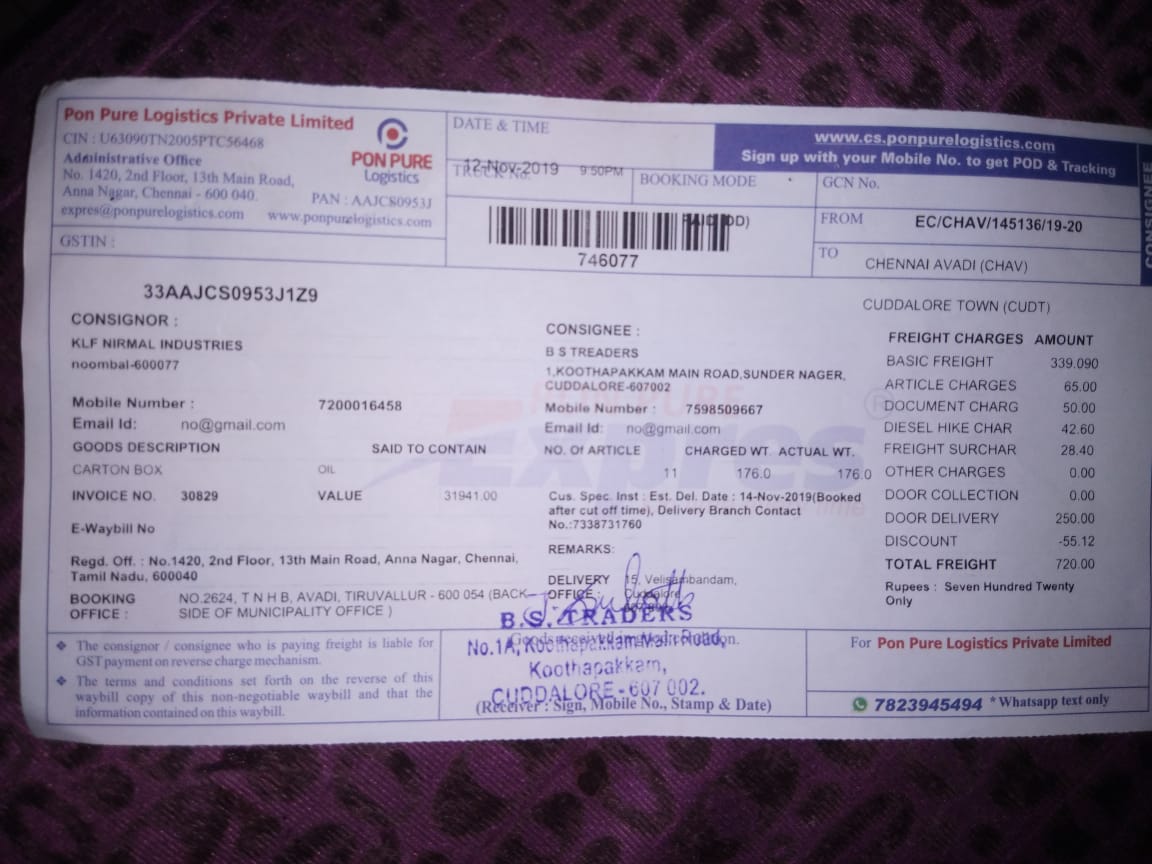 Pon Pure Logistics Private Limited
CIN : U63090TN2005PTC56468
Administrative Office
No. 1420, 2nd Floor, 13th Main Road,
Anna Nagar, Chennai - 600 040.
PAN : AAJCS0953J
expres@ponpurelogistics.com www.ponpurelogistics.com
PON PURE
Logistics
GSTIN :
33AAJCS0953J1Z9
DATE & TIME
12-Nov-2019 9:50PM
TRUCK No.
BOOKING MODE
746077
www.cs.ponpurelogistics.com
Sign up with your Mobile No. to get POD & Tracking
GCN No.
FROM EC/CHAV/145136/19-20
TO CHENNAI AVADI (CHAV)
CUDDALORE TOWN (CUDT)
CONSIGNEE
CONSIGNOR :
KLF NIRMAL INDUSTRIES
noombal-600077
Mobile Number : 7200016458
Email Id: no@gmail.com
CONSIGNEE :
B S TREADERS
1,KOOTHAPAKKAM MAIN ROAD,SUNDER NAGER,
CUDDALORE-607002
Mobile Number : 7598509667
Email Id: no@gmail.com
GOODS DESCRIPTION SAID TO CONTAIN NO. Of ARTICLE CHARGED WT. ACTUAL WT.
CARTON BOX OIL 11 176.0 176.0
INVOICE NO. 30829 VALUE 31941.00
E-Waybill No
Cus. Spec. Inst : Est. Del. Date : 14-Nov-2019(Booked
after cut off time), Delivery Branch Contact
No.:7338731760
REMARKS:
Regd. Off. : No.1420, 2nd Floor, 13th Main Road, Anna Nagar, Chennai,
Tamil Nadu, 600040
BOOKING OFFICE : NO.2624, T N H B, AVADI, TIRUVALLUR - 600 054 (BACK
SIDE OF MUNICIPALITY OFFICE )
DELIVERY OFFICE : 15, Velisambandam,
Cuddalore
FREIGHT CHARGES AMOUNT
BASIC FREIGHT 339.090
ARTICLE CHARGES 65.00
DOCUMENT CHARG 50.00
DIESEL HIKE CHAR 42.60
FREIGHT SURCHAR 28.40
OTHER CHARGES 0.00
DOOR COLLECTION 0.00
DOOR DELIVERY 250.00
DISCOUNT -55.12
TOTAL FREIGHT 720.00
Rupees : Seven Hundred Twenty
Only
The consignor / consignee who is paying freight is liable for
GST payment on reverse charge mechanism.
The terms and conditions set forth on the reverse of this
waybill copy of this non-negotiable waybill and that the
information contained on this waybill.
B.S. TRADERS
No.1A, Koothapakkam Main Road,
Koothapakkam,
CUDDALORE - 607 002.
(Receiver : Sign, Mobile No., Stamp & Date)
For Pon Pure Logistics Private Limited
7823945494 * Whatsapp text only